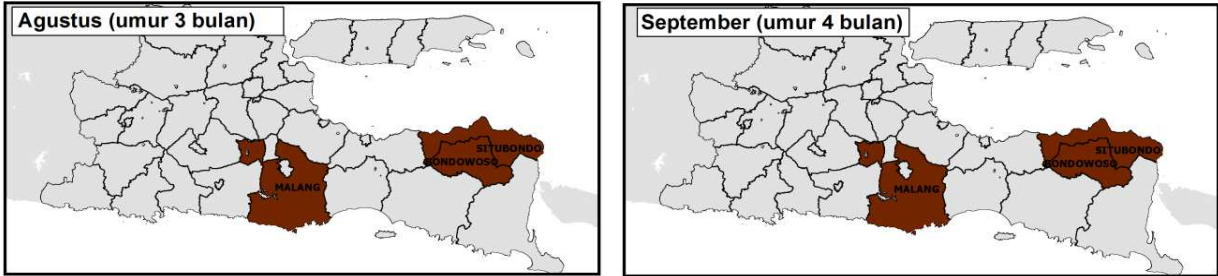 Agustus (umur 3 bulan)
SITUBONDO
BONDOWOSO
MALANG
September (umur 4 bulan)
SITUBONDO
BONDOWOSO
MALANG